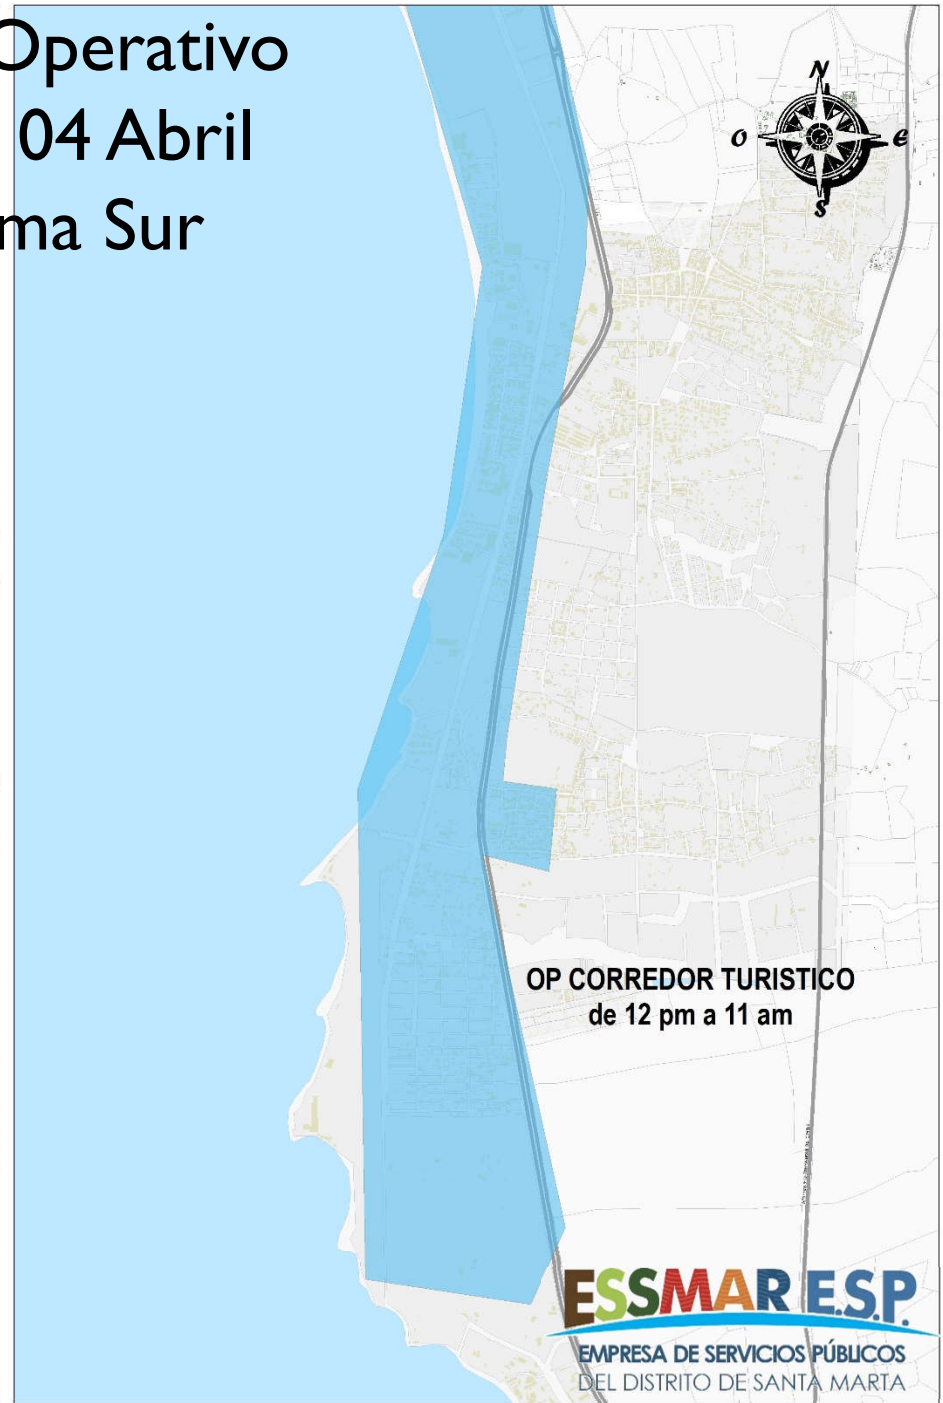 Operativo
04 Abril
ma Sur
N
O
e
S
OP CORREDOR TURISTICO
de 12 pm a 11 am
ESSMAR E.S.P.
EMPRESA DE SERVICIOS PÚBLICOS
DEL DISTRITO DE SANTA MARTA